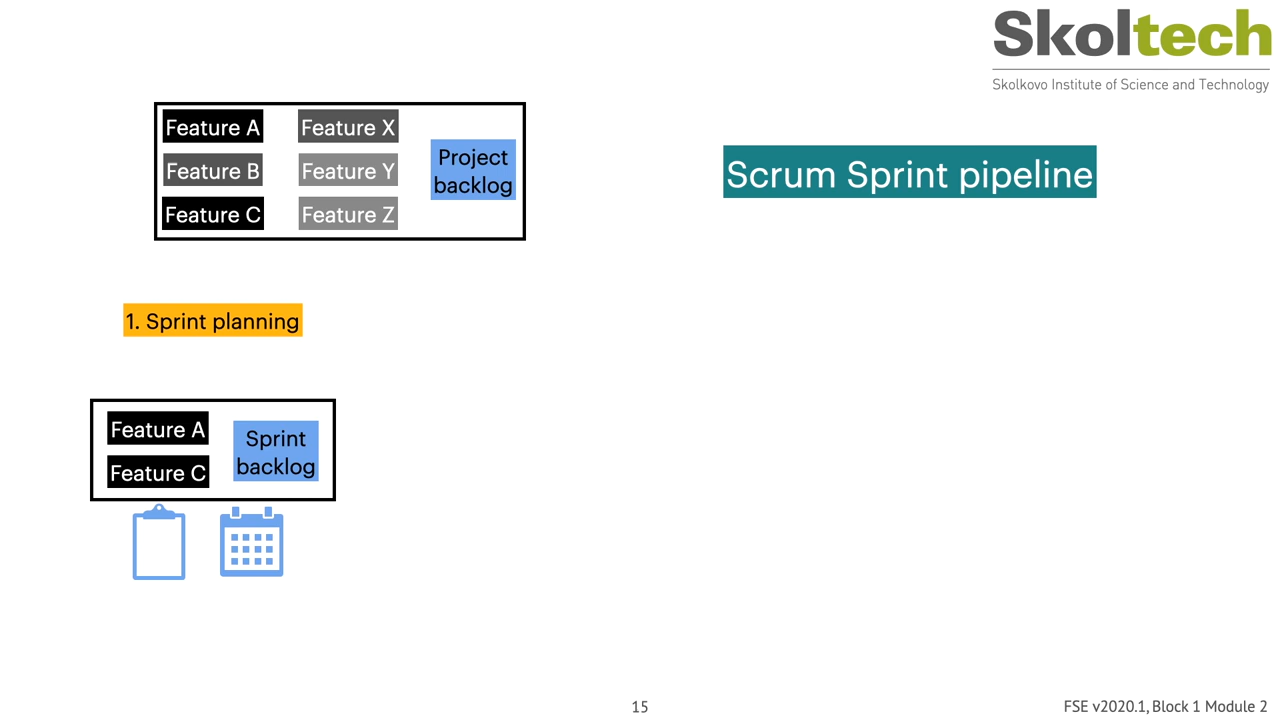 Skoltech
Skolkovo Institute of Science and Technology
Feature A
Feature X
Feature B
Feature Y
Feature C
Feature Z
Project
backlog
Scrum Sprint pipeline
1. Sprint planning
Feature A
Feature C
Sprint
backlog
15
FSE v2020.1, Block 1 Module 2